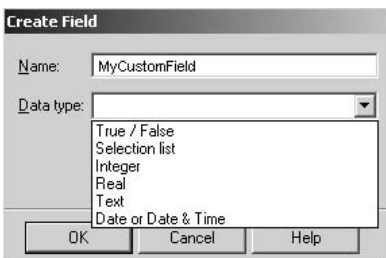 Create Field
Name: MyCustomField
Data type:
True / False
Selection list
Integer
Real
Text
Date or Date & Time
OK Cancel Help